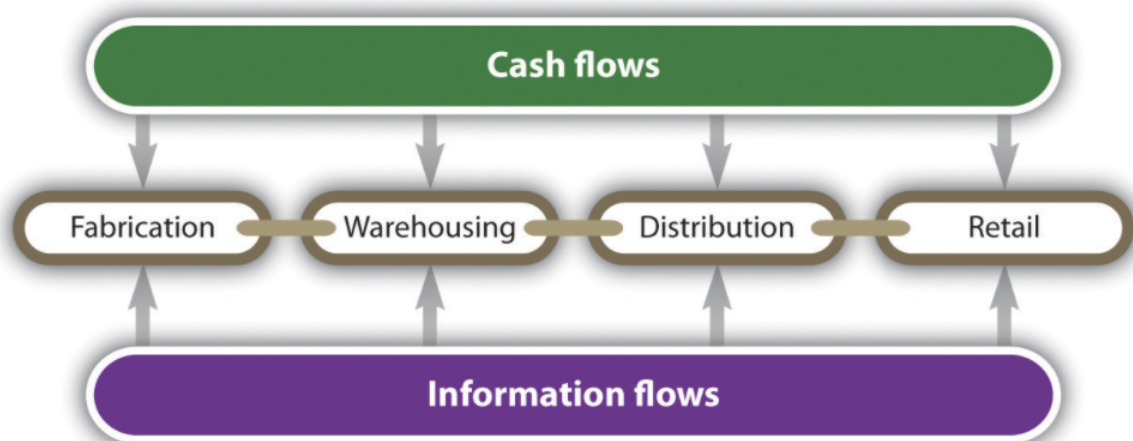 Cash flows
Fabrication
Warehousing
Distribution
Retail
Information flows